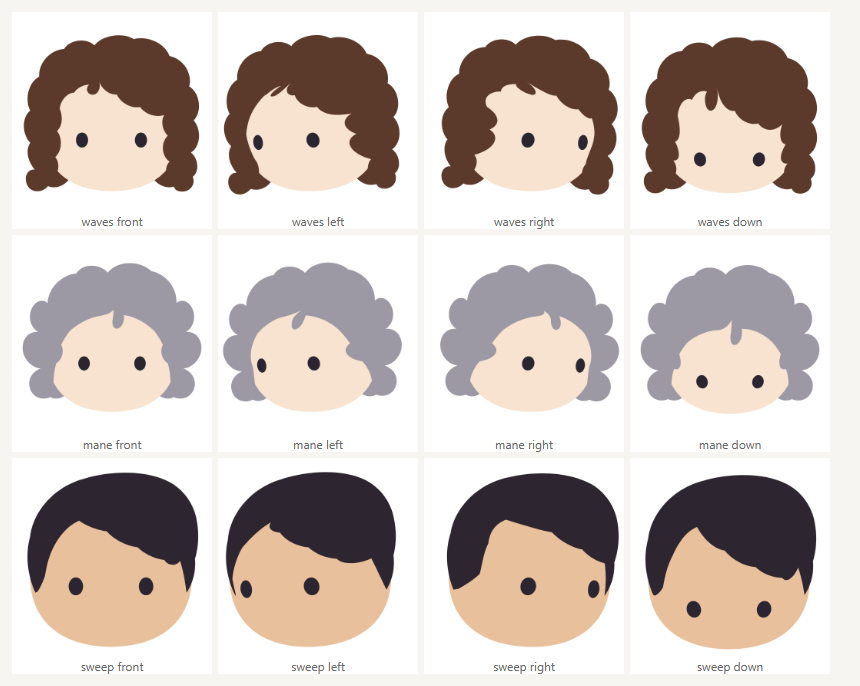 waves front
waves left
waves right
waves down
mane front
mane left
mane right
mane down
sweep front
sweep left
sweep right
sweep down